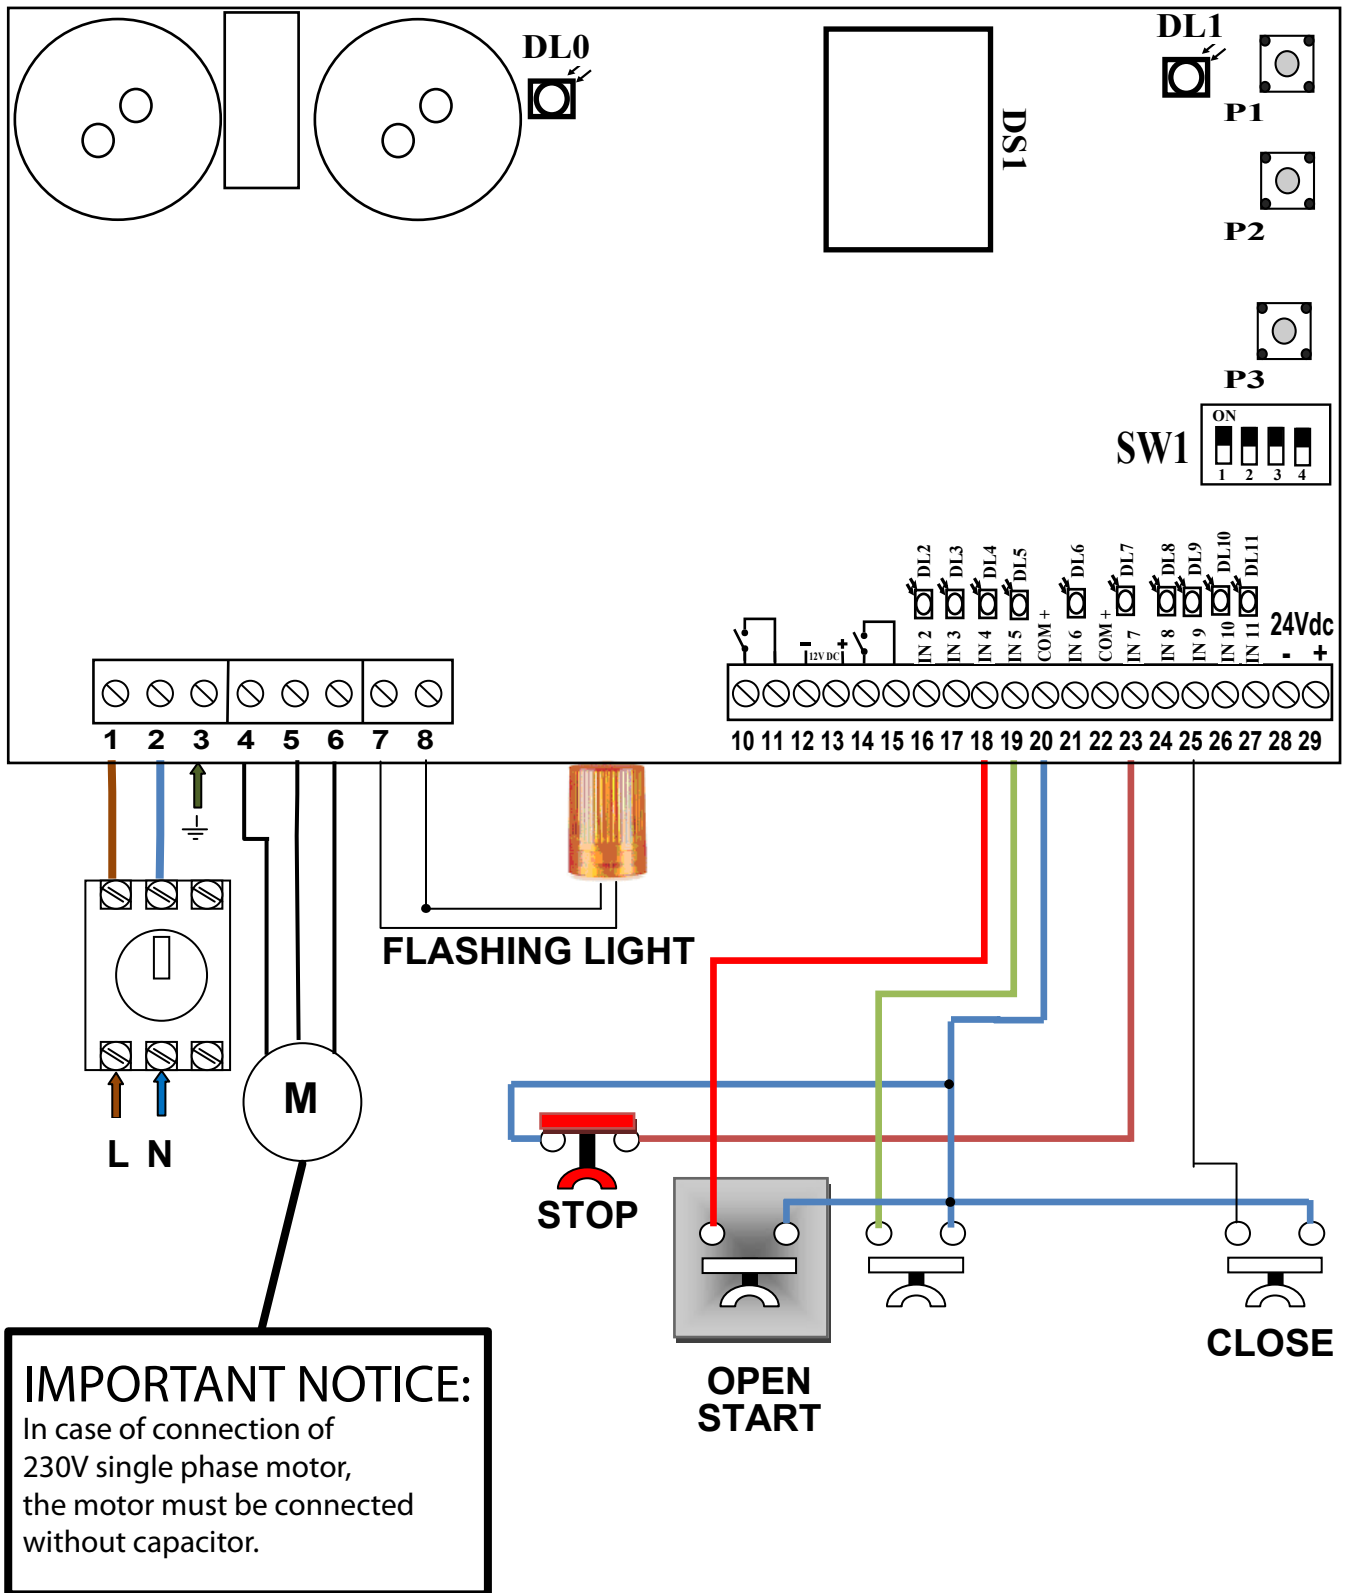 DL0
DL1
DS1
P1
P2
P3
ON
SW1
1 2 3 4
DL2 DL3 DL4 DL5 DL6 DL7 DL8 DL9 DL10 DL11
24Vdc
- +
- 12V DC +
IN 2 IN 3 IN 4 IN 5 COM + IN 6 COM + IN 7 IN 8 IN 9 IN 10 IN 11
1 2 3 4 5 6 7 8
10 11 12 13 14 15 16 17 18 19 20 21 22 23 24 25 26 27 28 29
FLASHING LIGHT
M
L N
STOP
OPEN
START
CLOSE
IMPORTANT NOTICE:
In case of connection of
230V single phase motor,
the motor must be connected
without capacitor.